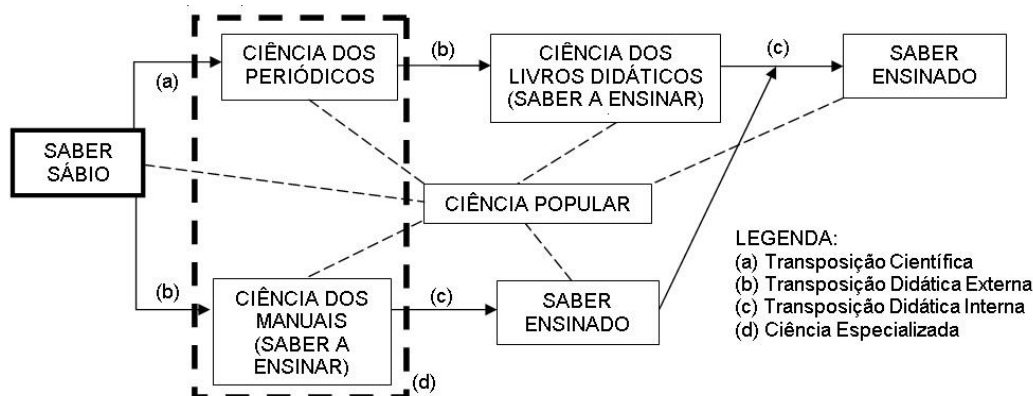 CIÊNCIA DOS
PERIÓDICOS
(a)
(b)
CIÊNCIA DOS
LIVROS DIDÁTICOS
(SABER A ENSINAR)
(c)
SABER
ENSINADO
SABER
SÁBIO
CIÊNCIA POPULAR
(b)
CIÊNCIA DOS
MANUAIS
(SABER A
ENSINAR)
(d)
(c)
SABER
ENSINADO
LEGENDA:
(a) Transposição Científica
(b) Transposição Didática Externa
(c) Transposição Didática Interna
(d) Ciência Especializada